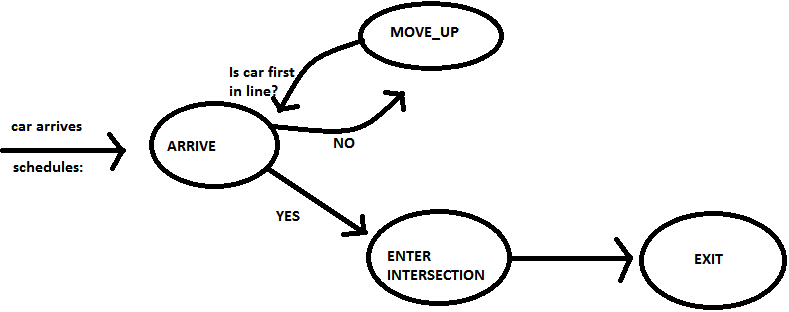 MOVE_UP
Is car first
in line?
car arrives
ARRIVE
NO
schedules:
YES
ENTER
INTERSECTION
EXIT